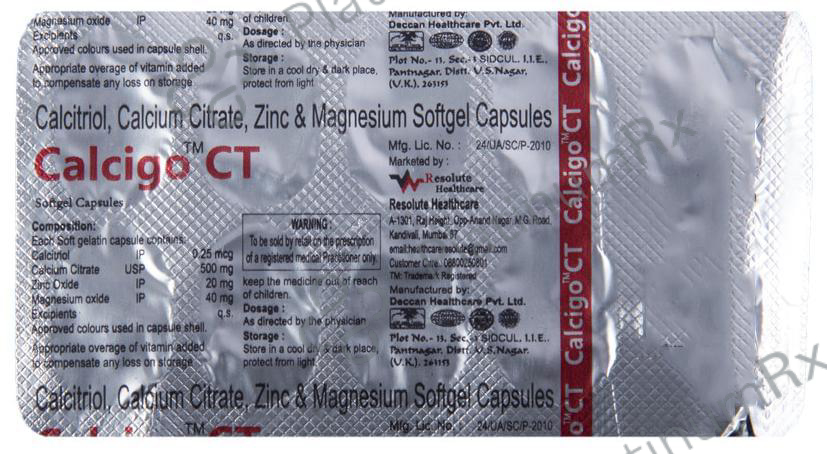 Magnesium oxide IP 40 mg
Excipients q.s.
Approved colours used in capsule shell.
Appropriate overage of vitamin added
to compensate any loss on storage
of children.
Dosage :
As directed by the physician
Storage :
Store in a cool dry & dark place,
protect from light
Manufactured by:
Deccan Healthcare Pvt. Ltd.
Plot No.- 13, Sec.-3 SIDCUL, I.I.E.,
Pantnagar, Distt. U.S.Nagar,
(U.K.), 263153
Calcitriol, Calcium Citrate, Zinc & Magnesium Softgel Capsules
Calcigo™ CT
Softgel Capsules
Composition:
Each Soft gelatin capsule contains:
Calcitriol IP 0.25 mcg
Calcium Citrate USP 500 mg
Zinc Oxide IP 20 mg
Magnesium oxide IP 40 mg
Excipients q.s.
Approved colours used in capsule shell.
Appropriate overage of vitamin added
to compensate any loss on storage
WARNING :
To be sold by retail on the prescription
of a registered medical Practitioner only.
keep the medicine out of reach
of children.
Dosage :
As directed by the physician
Storage :
Store in a cool dry & dark place,
protect from light
Mfg. Lic. No. : 24/UA/SC/P-2010
Marketed by :
Resolute
Healthcare
Resolute Healthcare
A-1301, Raj Height, Opp-Anand Nagar, M.G. Road,
Kandivali, Mumbai 67
email:healthcareresolute@gmail.com
Customer Care.: 08800250801
TM: Trademark Registered
Manufactured by:
Deccan Healthcare Pvt. Ltd.
Plot No.- 13, Sec.-3 SIDCUL, I.I.E.,
Pantnagar, Distt. U.S.Nagar,
(U.K.), 263153
Calcitriol, Calcium Citrate, Zinc & Magnesium Softgel Capsules
Calcigo™ CT
Mfg. Lic. No. : 24/UA/SC/P-2010
CT Calcigo™ CT Calcigo™ CT Calcigo